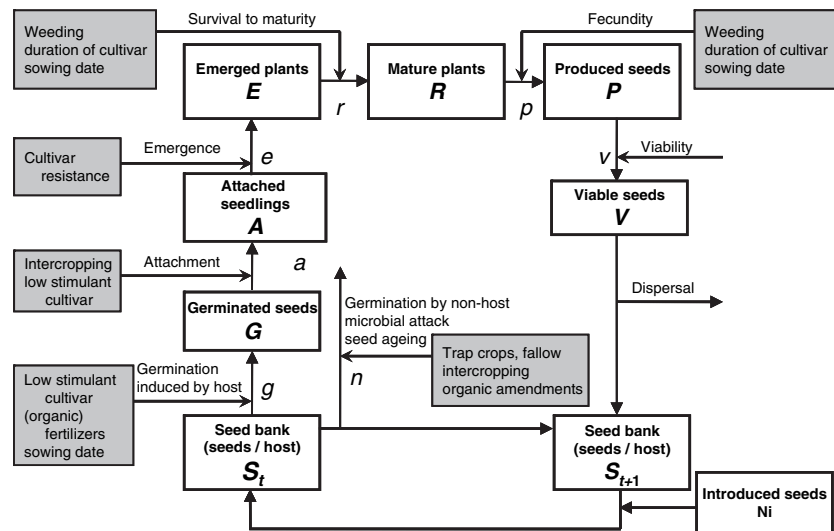 Weeding
duration of cultivar
sowing date
Survival to maturity
Fecundity
Weeding
duration of cultivar
sowing date
Emerged plants
E
r
Mature plants
R
p
Produced seeds
P
Cultivar
resistance
Emergence
e
v
Viability
Attached
seedlings
A
Viable seeds
V
Intercropping
low stimulant
cultivar
Attachment
a
Dispersal
Germinated seeds
G
Germination by non-host
microbial attack
seed ageing
n
Trap crops, fallow
intercropping
organic amendments
Low stimulant
cultivar
(organic)
fertilizers
sowing date
Germination
induced by host
g
Seed bank
(seeds / host)
St
Seed bank
(seeds / host)
St+1
Introduced seeds
Ni